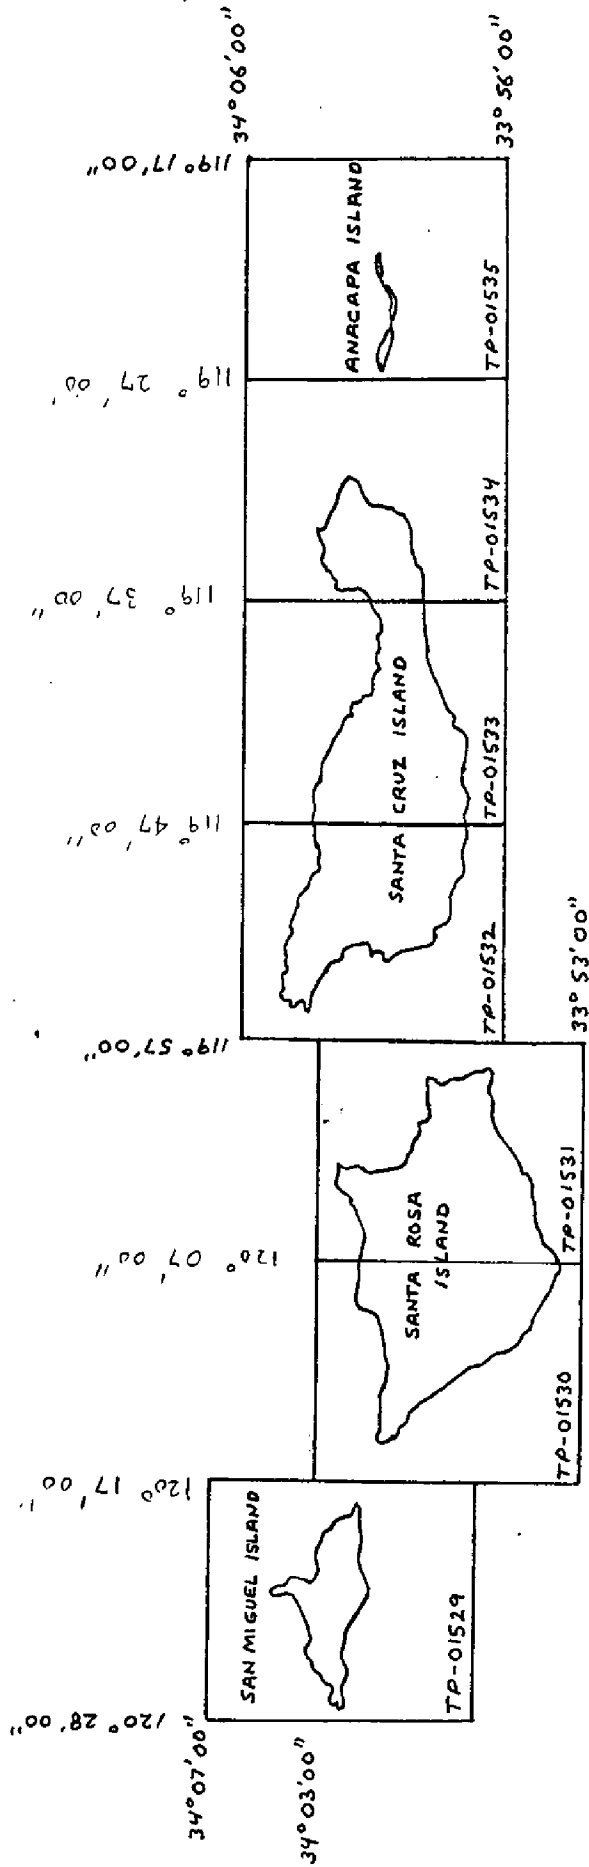 120° 28' 00"
120° 17' 00"
120° 07' 00"
119° 57' 00"
119° 47' 00"
119° 37' 00"
119° 27' 00'
119° 17' 00"
34° 07' 00"
34° 06' 00"
34° 03' 00"
SAN MIGUEL ISLAND
SANTA ROSA
ISLAND
SANTA CRUZ ISLAND
ANACAPA ISLAND
TP-01529
TP-01530
TP-01531
TP-01532
TP-01533
TP-01534
TP-01535
33° 56' 00"
33° 53' 00"